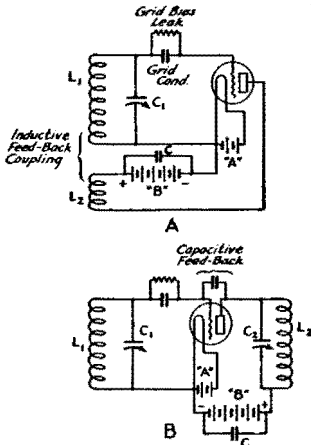 Grid Bias
Leak
L₁
Grid
Cond.
C₁
Inductive
Feed-Back
Coupling
C
"A"
+ "B" −
L₂
A
Capacitive
Feed-Back
L₁
C₁
C₂
L₂
"A"
"B"
− +
C
B